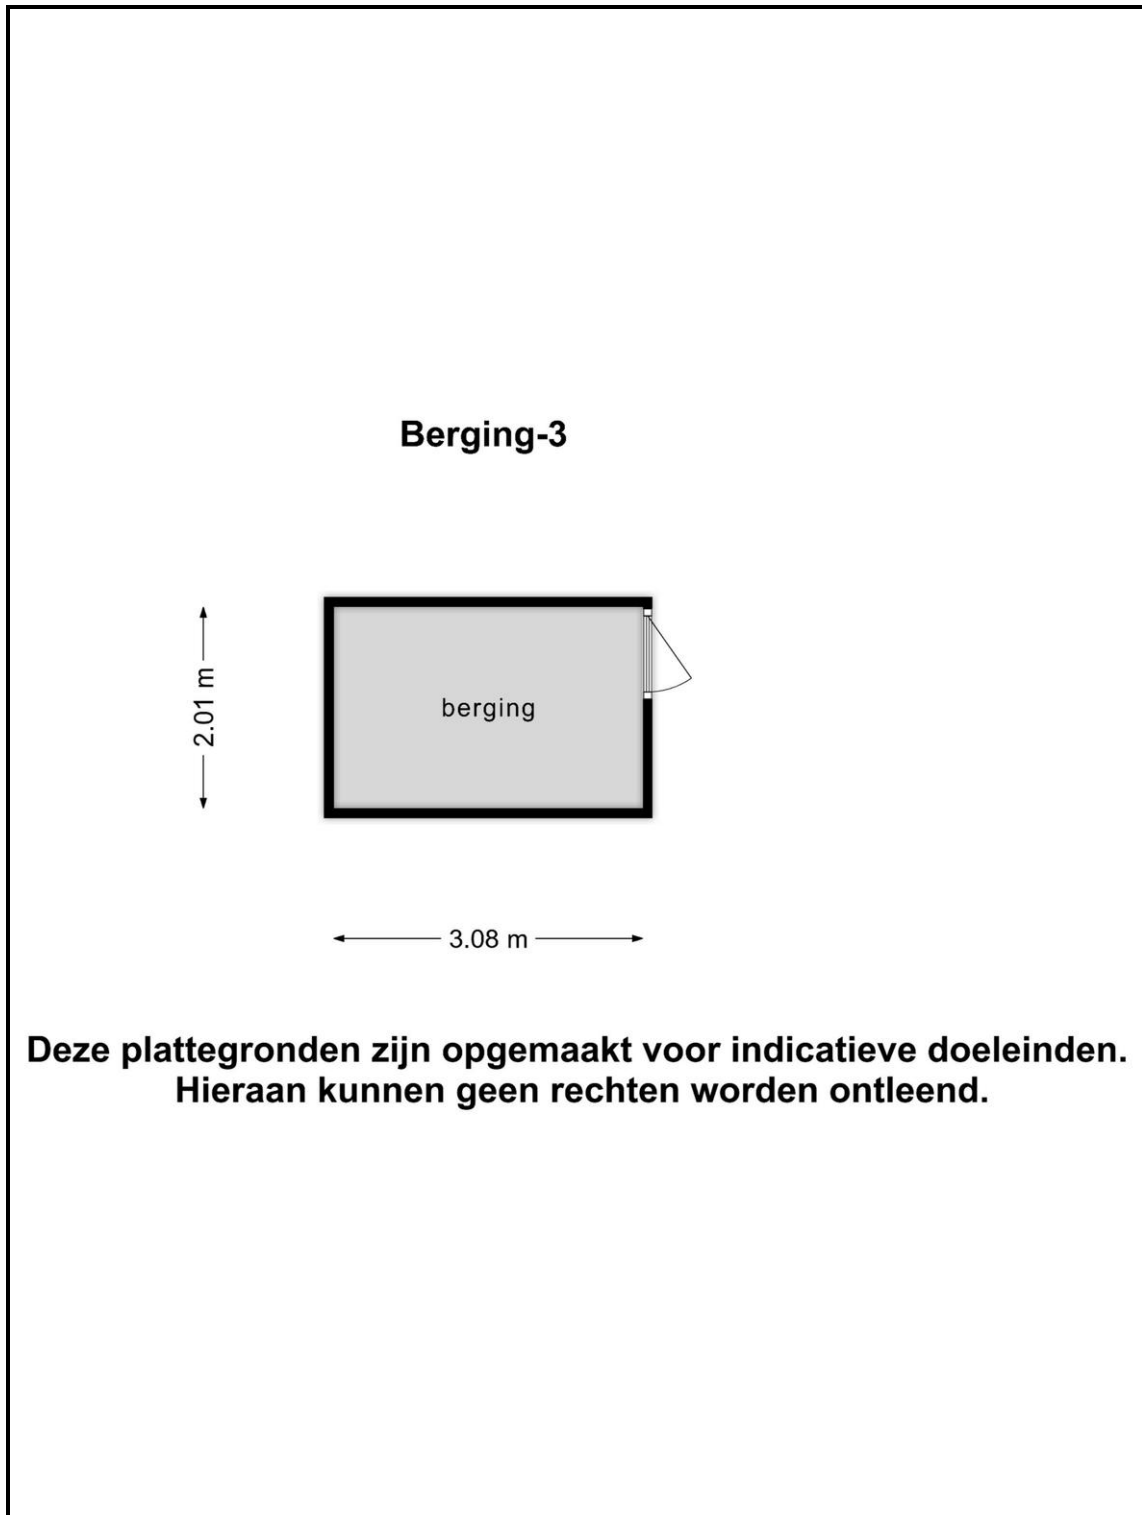 Berging-3
2.01 m
berging
3.08 m
Deze plattegronden zijn opgemaakt voor indicatieve doeleinden.
Hieraan kunnen geen rechten worden ontleend.